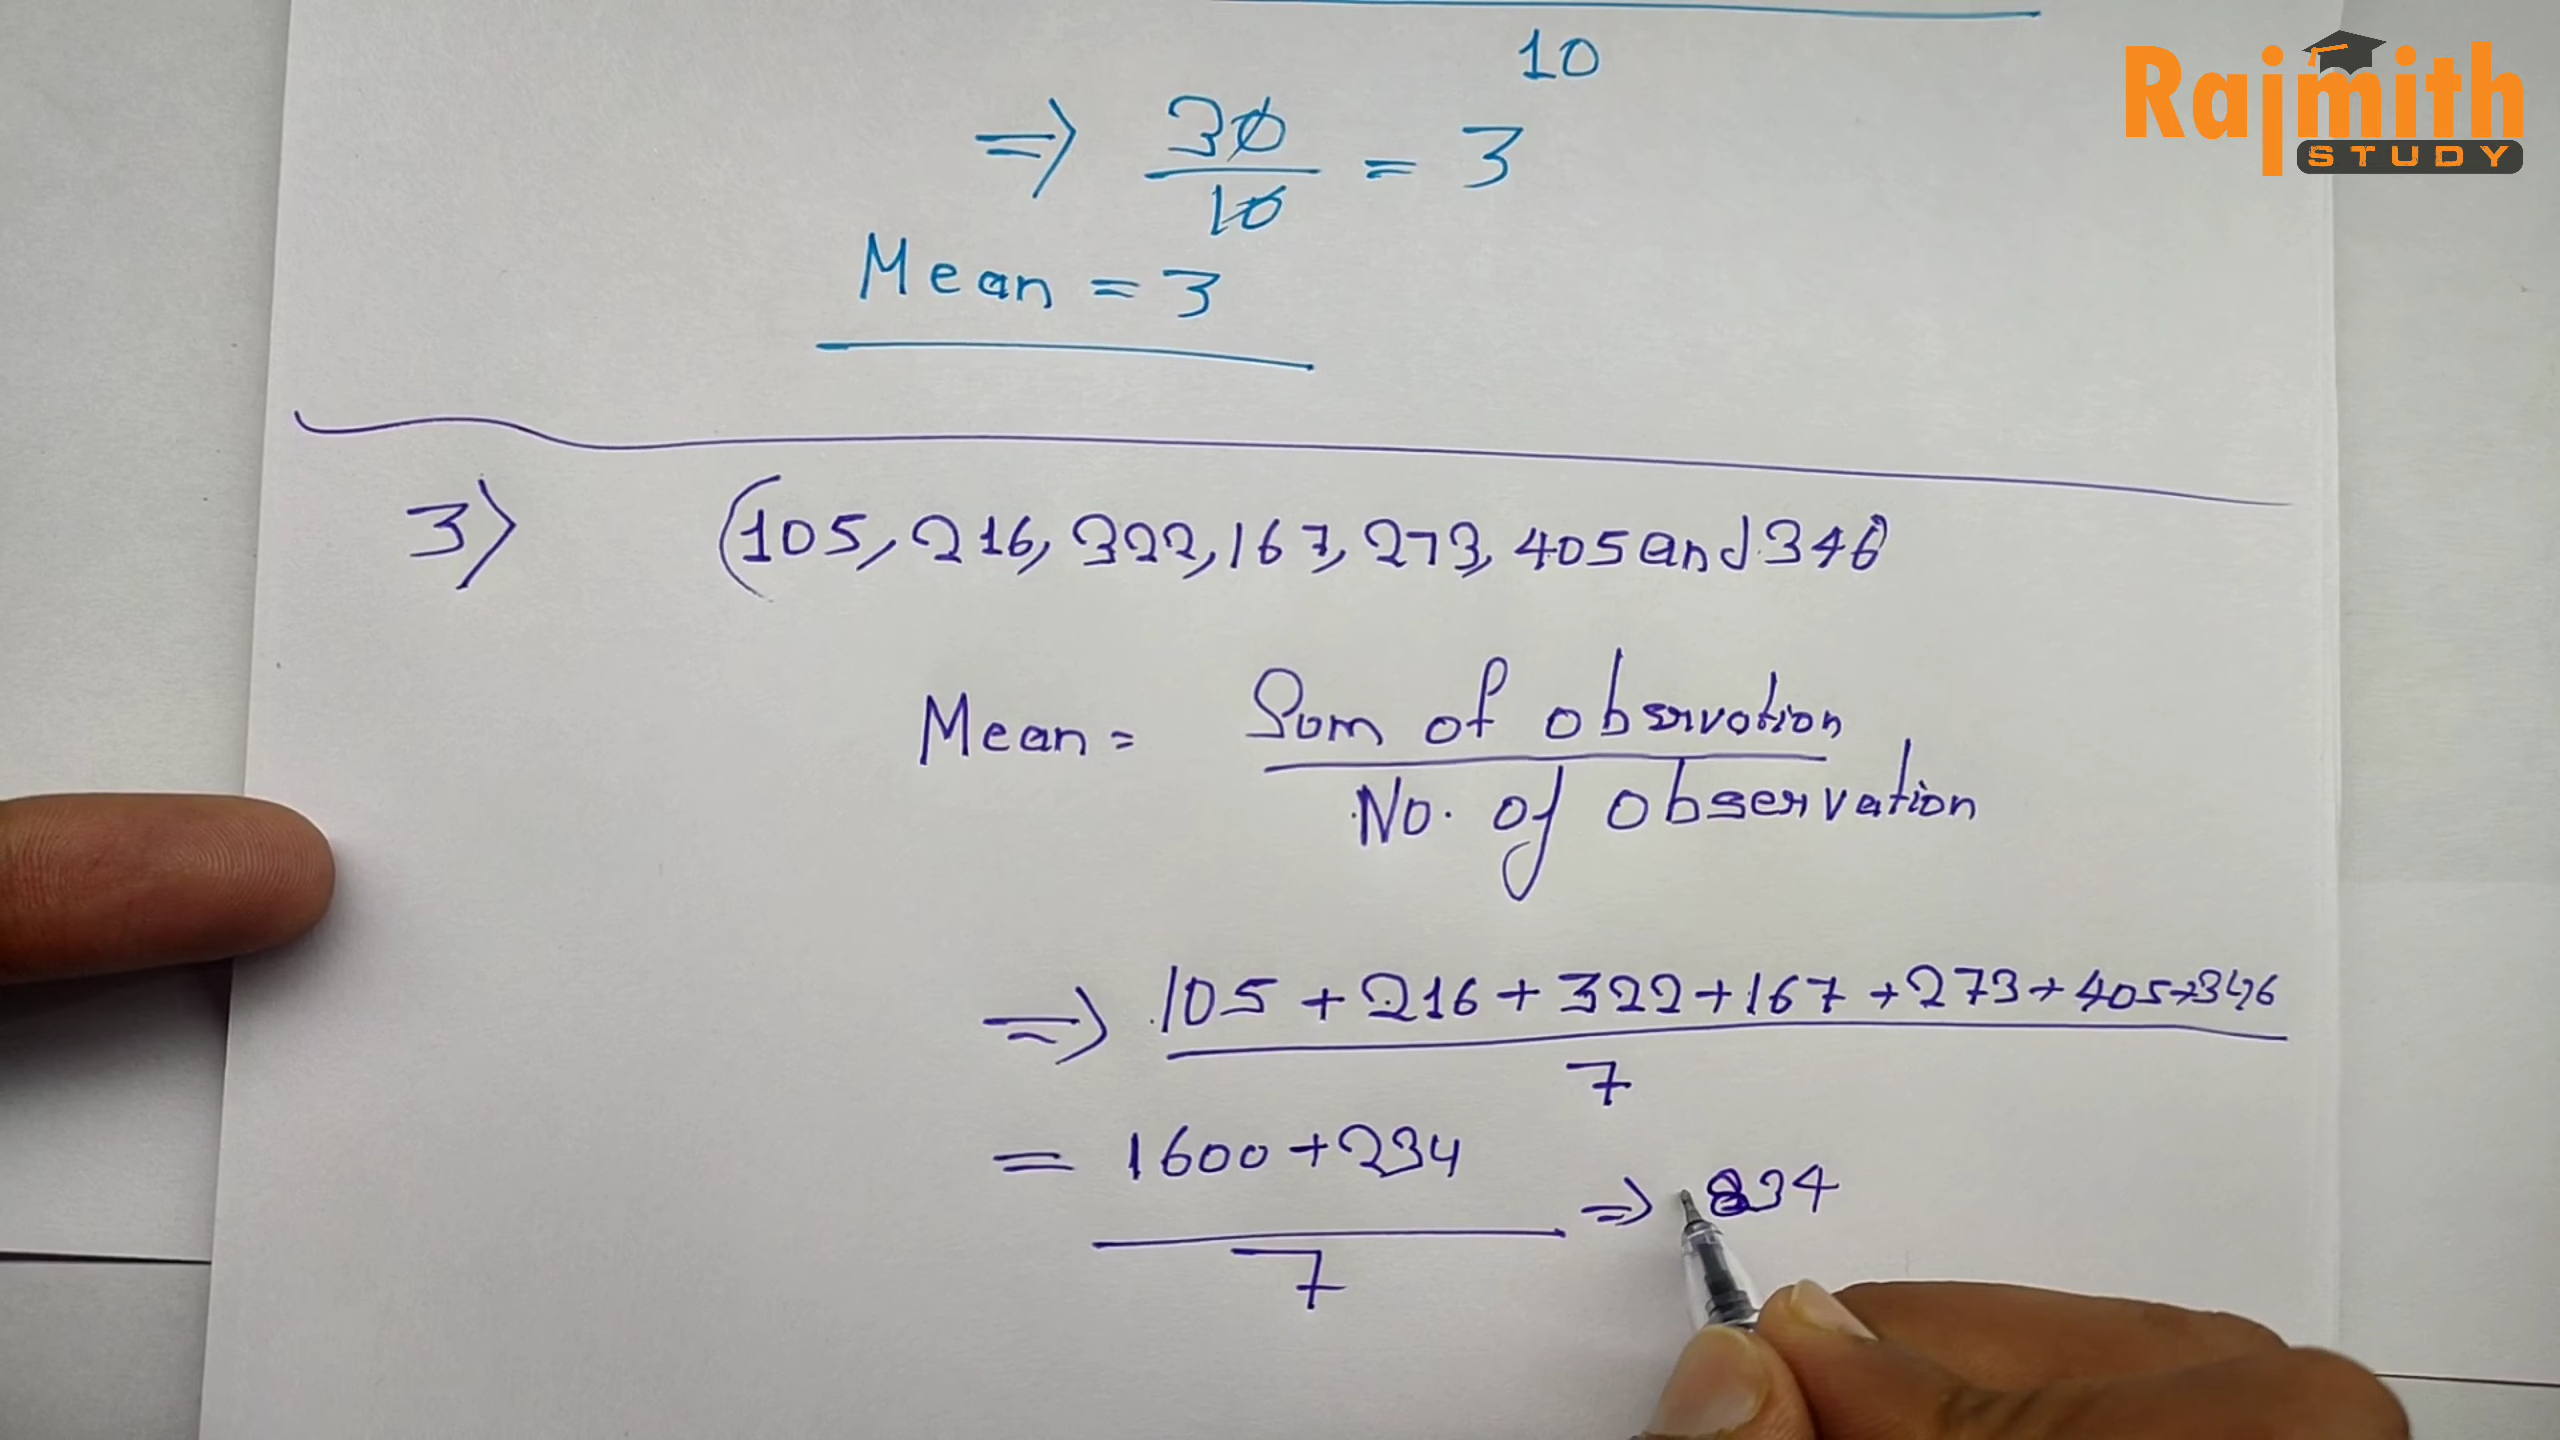 Rajmith
STUDY
10
=> 30/10 = 3
Mean = 3
3) (105, 216, 322, 167, 273, 405 and 346
Mean = Sum of observation
No. of observation
=> 105 + 216 + 322 + 167 + 273 + 405 + 346
7
= 1600 + 234
7
=> 834